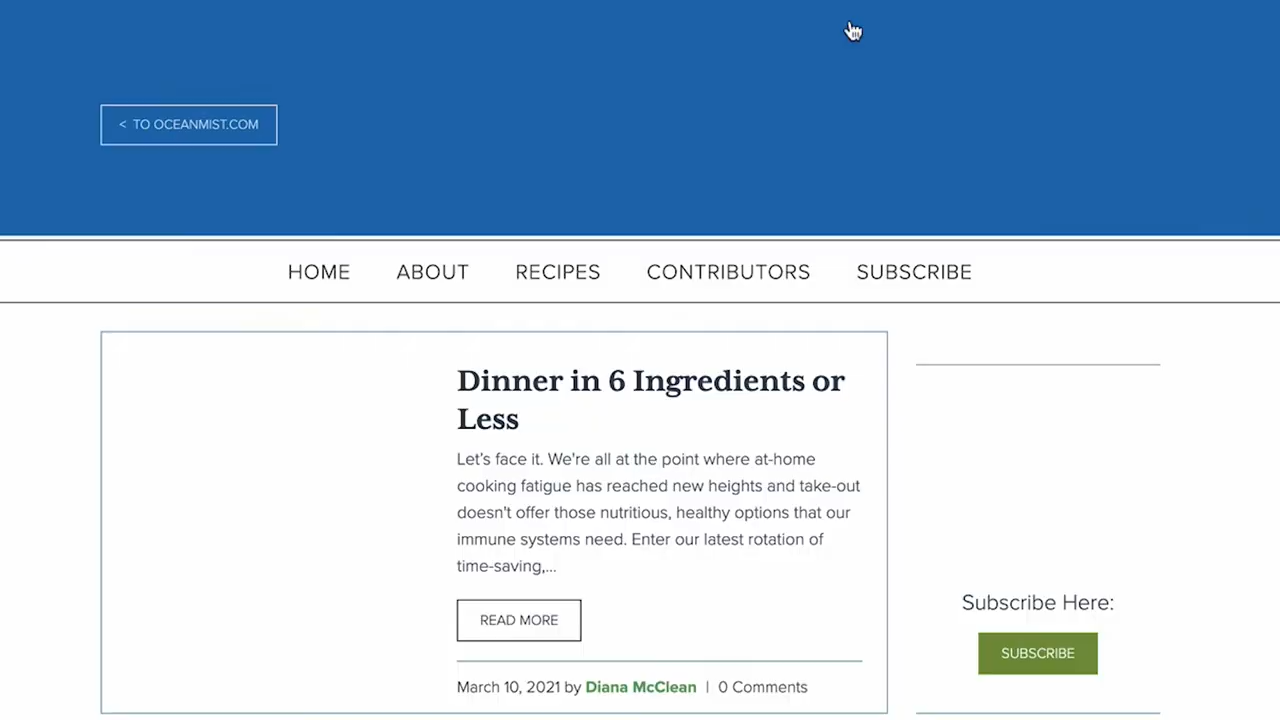 < TO OCEANMIST.COM
HOME ABOUT RECIPES CONTRIBUTORS SUBSCRIBE
Dinner in 6 Ingredients or
Less
Let's face it. We're all at the point where at-home
cooking fatigue has reached new heights and take-out
doesn't offer those nutritious, healthy options that our
immune systems need. Enter our latest rotation of
time-saving,...
READ MORE
March 10, 2021 by Diana McClean | 0 Comments
Subscribe Here:
SUBSCRIBE